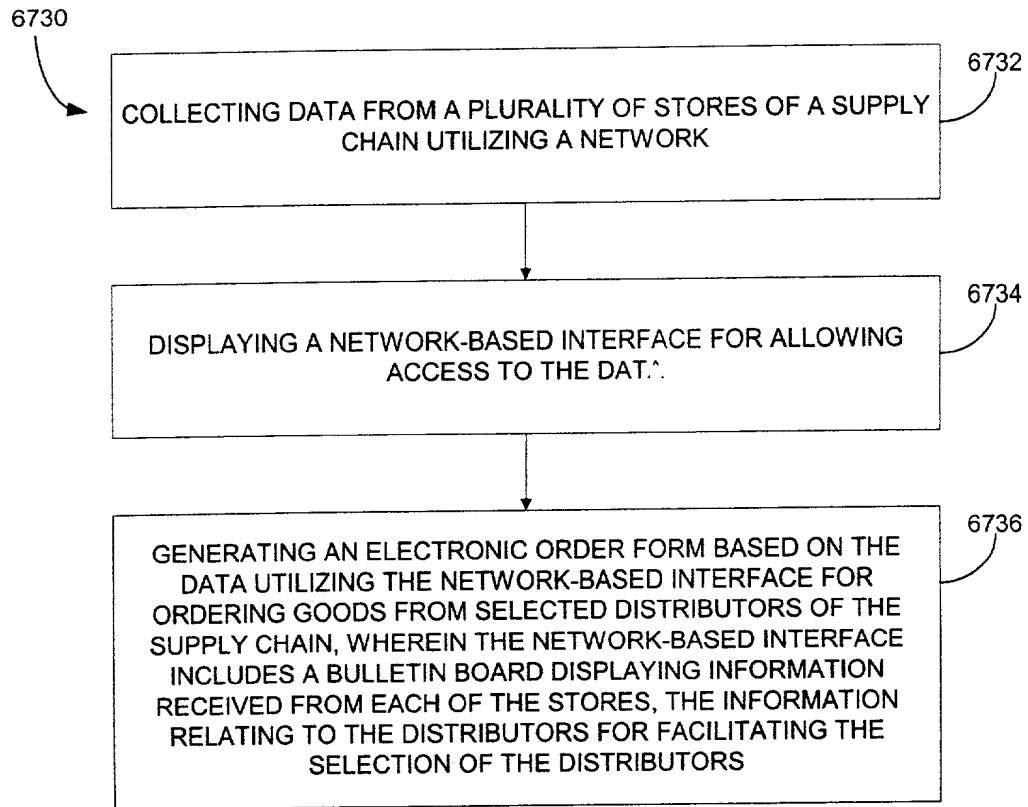 6730
6732
COLLECTING DATA FROM A PLURALITY OF STORES OF A SUPPLY
CHAIN UTILIZING A NETWORK
6734
DISPLAYING A NETWORK-BASED INTERFACE FOR ALLOWING
ACCESS TO THE DAT.^.
6736
GENERATING AN ELECTRONIC ORDER FORM BASED ON THE
DATA UTILIZING THE NETWORK-BASED INTERFACE FOR
ORDERING GOODS FROM SELECTED DISTRIBUTORS OF THE
SUPPLY CHAIN, WHEREIN THE NETWORK-BASED INTERFACE
INCLUDES A BULLETIN BOARD DISPLAYING INFORMATION
RECEIVED FROM EACH OF THE STORES, THE INFORMATION
RELATING TO THE DISTRIBUTORS FOR FACILITATING THE
SELECTION OF THE DISTRIBUTORS